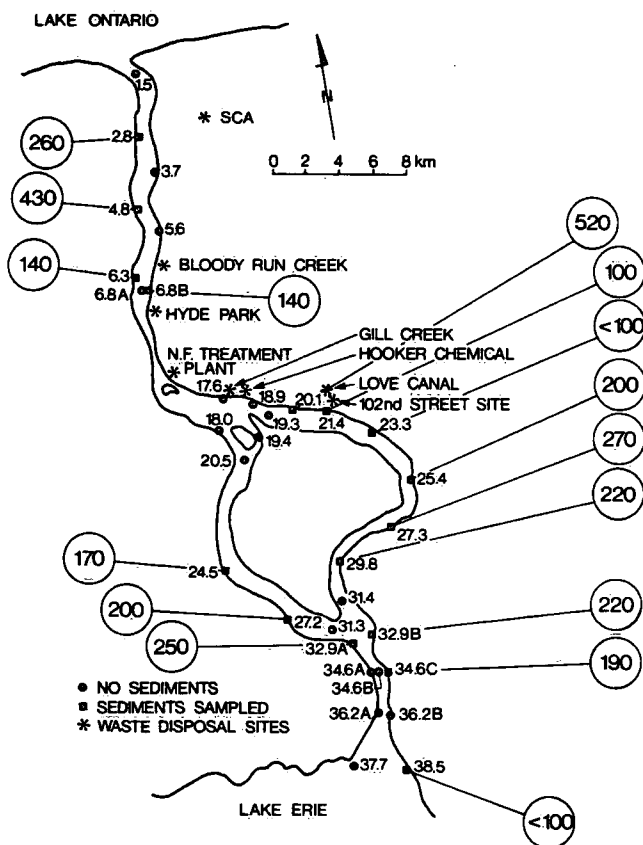 LAKE ONTARIO
1.5
SCA
N
260
2.8
0 2 4 6 8 km
3.7
430
4.8
5.6
520
140
6.3
BLOODY RUN CREEK
100
6.8A
6.8B
140
HYDE PARK
<100
GILL CREEK
N.F. TREATMENT
PLANT
HOOKER CHEMICAL
17.6
18.9
20.1
LOVE CANAL
200
102nd STREET SITE
19.3
21.4
23.3
18.0
19.4
270
20.5
25.4
220
27.3
170
24.5
29.8
31.4
200
27.2
31.3
32.9B
220
250
32.9A
34.6A
34.6C
190
34.6B
NO SEDIMENTS
SEDIMENTS SAMPLED
WASTE DISPOSAL SITES
36.2A
36.2B
37.7
38.5
LAKE ERIE
<100